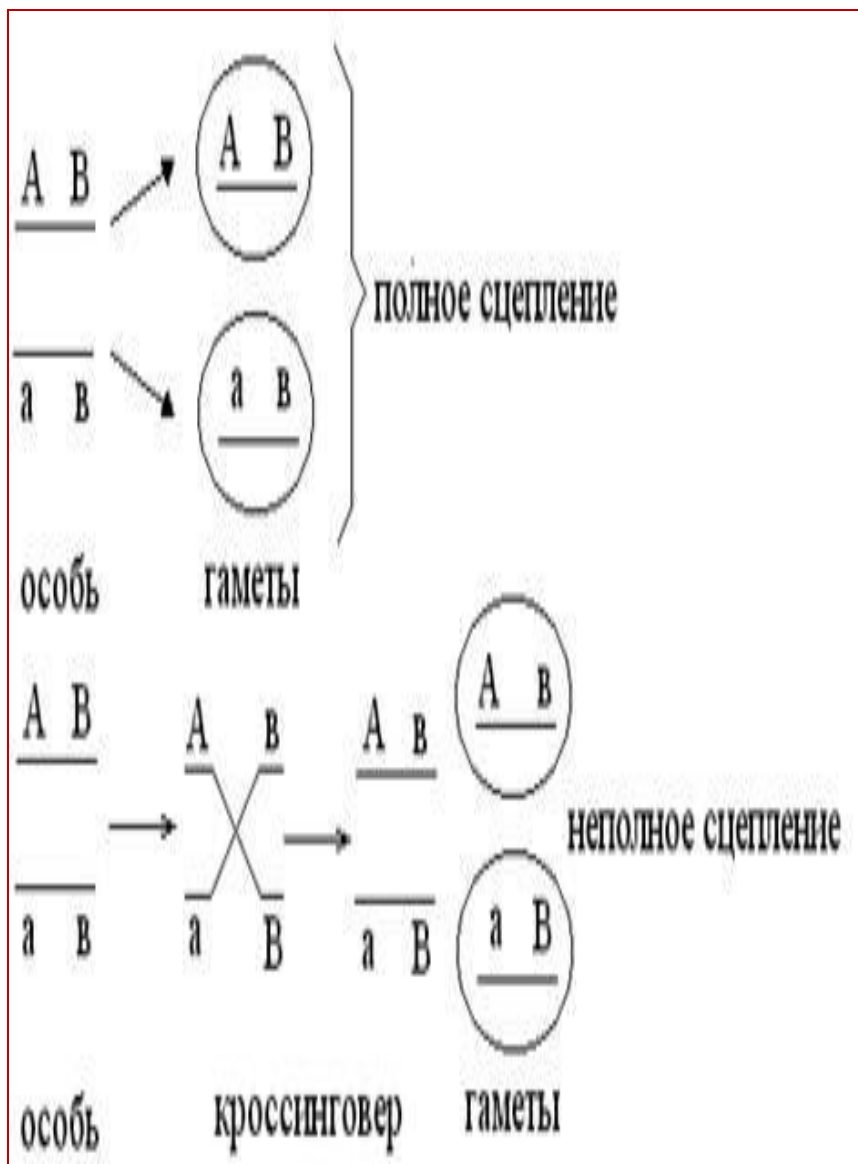 А В
А В
полное сцепление
а в
а в
особь
гаметы
А в
А В
А в
А в
неполное сцепление
а в
а В
а В
а В
особь
кроссинговер
гаметы